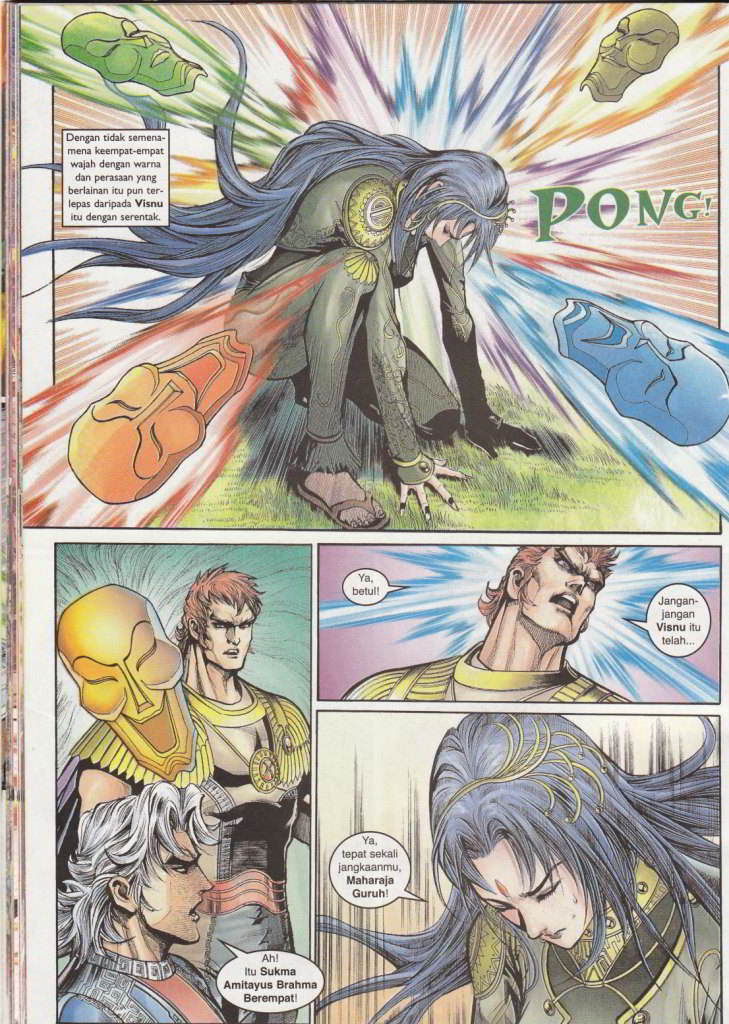 Dengan tidak semena-
mena keempat-empat
wajah dengan warna
dan perasaan yang
berlainan itu pun ter-
lepas daripada Visnu
itu dengan serentak.
PONG!
Ah!
Itu Sukma
Amitayus Brahma
Berempat!
Ya,
betul!
Jangan-
jangan
Visnu itu
telah...
Ya,
tepat sekali
jangkaanmu,
Maharaja
Guruh!